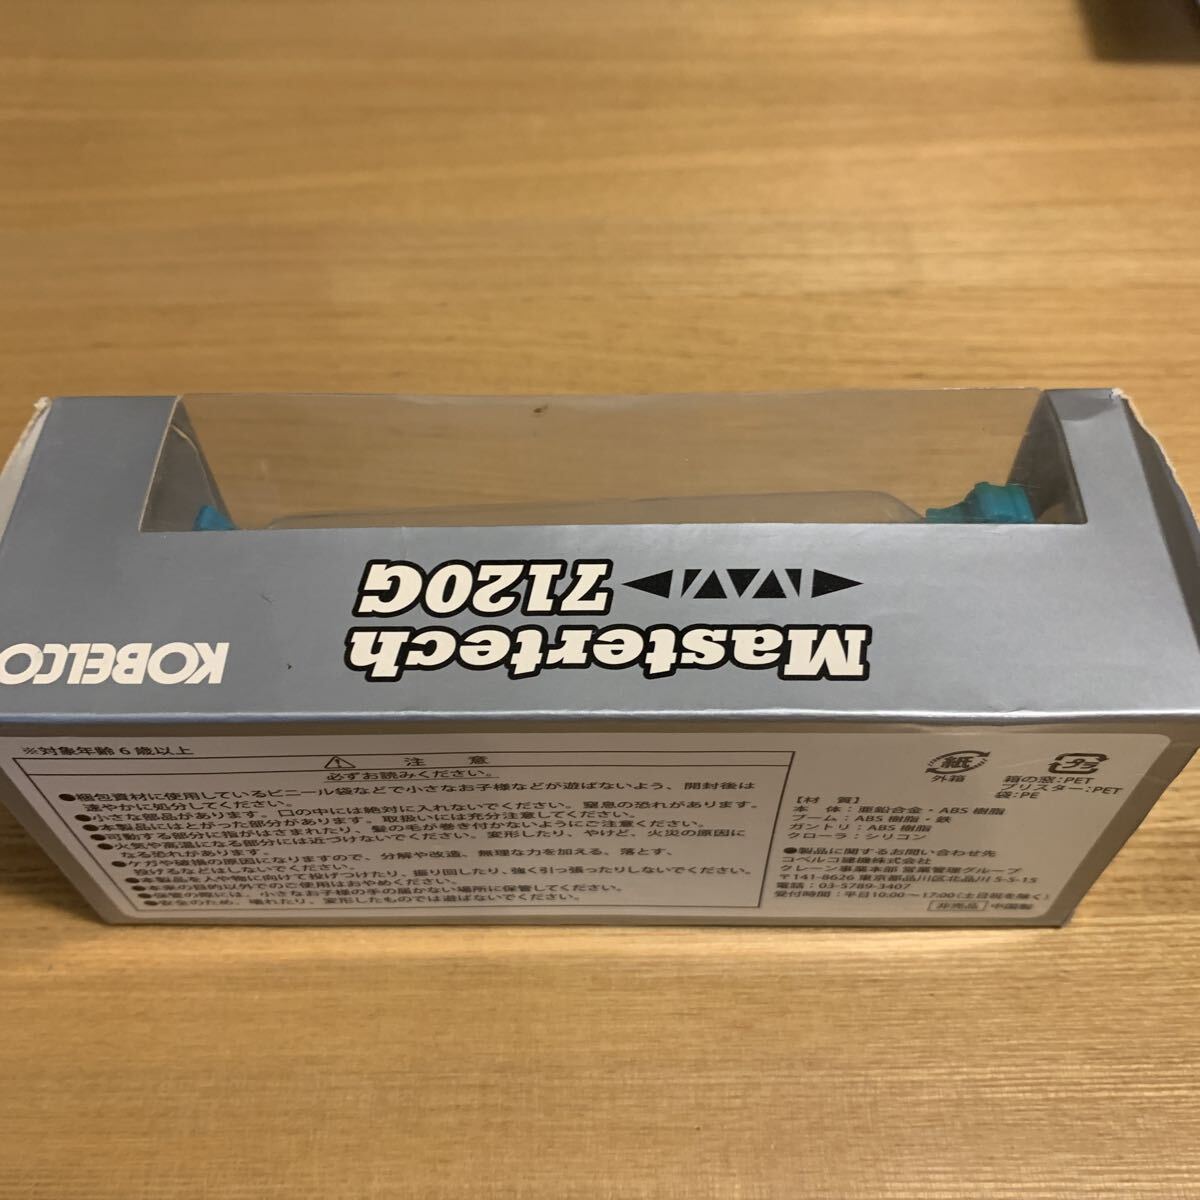 Mastertech
7120G
KOBELCO
※対象年齢6歳以上
注意
必ずお読みください。
●梱包資材に使用しているビニール袋などで小さなお子様などが遊ばないよう、開封後は
速やかに処分してください。
●小さな部品があります。口の中には絶対に入れないでください。窒息の恐れがあります。
●本製品にはとがった部分があります。取扱いには充分注意してください。
●可動する部分に指がはさまれたり、髪の毛が巻き付かないようにご注意ください。
●火気や高温になる部分には近づけないでください。変形したり、やけど、火災の原因に
なる恐れがあります。
●ケガや破損の原因になりますので、分解や改造、無理な力を加える、落とす、
投げるなどはしないでください。
●本製品を人や物に向けて投げつけたり、振り回したり、強く引っ張ったりしないでください。
●本来の目的以外でのご使用はおやめください。
●保管の際には、小さなお子様の手の届かない場所に保管してください。
●安全のため、壊れたり、変形したものでは遊ばないでください。
紙
外箱
プラ
箱の窓:PET
ブリスター:PET
袋:PE
【材質】
本体:亜鉛合金・ABS樹脂
ブーム:ABS樹脂・鉄
ガントリ:ABS樹脂
クローラ:シリコン
●製品に関するお問い合わせ先
コベルコ建機株式会社
クレーン事業本部 営業管理グループ
〒141-8626 東京都品川区北品川5-5-15
電話:03-5789-3407
受付時間:平日10:00～17:00(土日祝を除く)
非売品 中国製